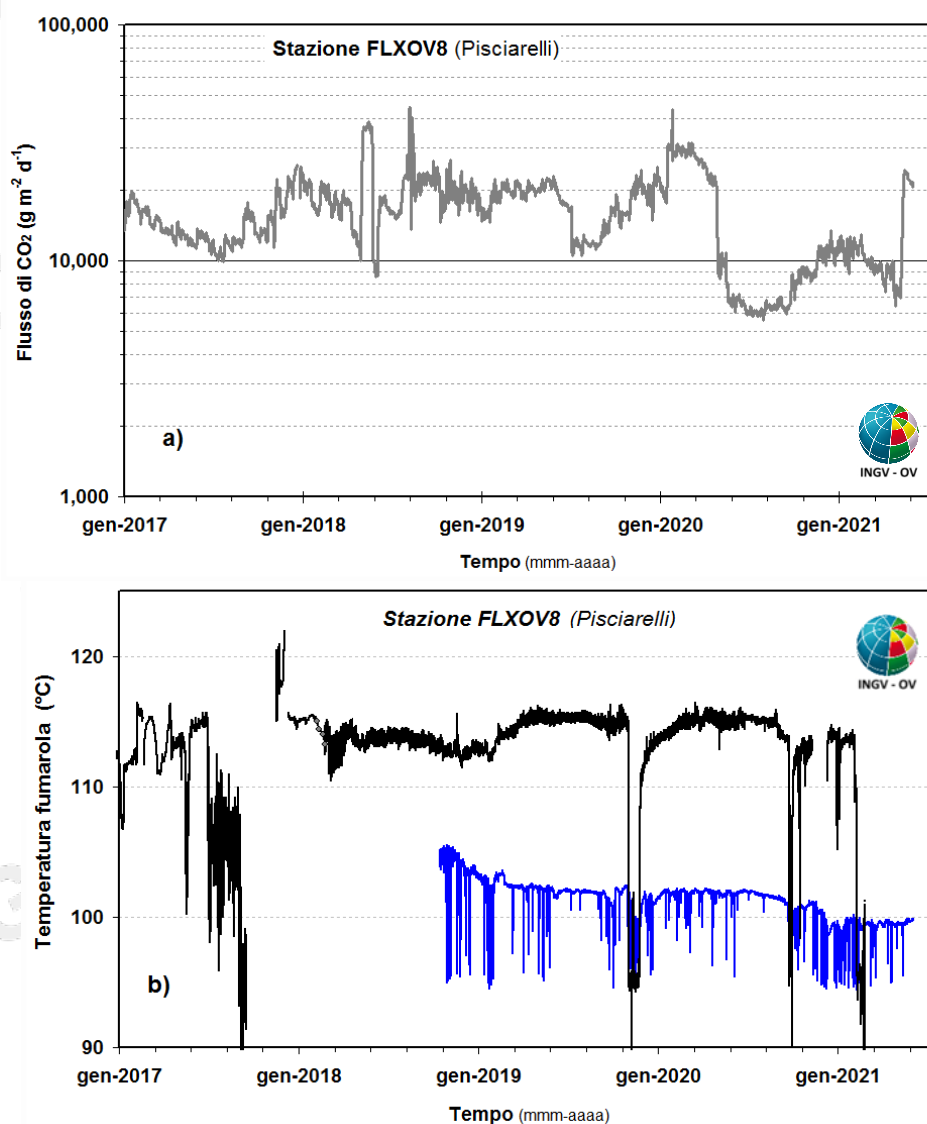 100,000
Stazione FLXOV8 (Pisciarelli)
10,000
Flusso di CO₂ (g m⁻² d⁻¹)
a)
INGV - OV
1,000
gen-2017 gen-2018 gen-2019 gen-2020 gen-2021
Tempo (mmm-aaaa)
Stazione FLXOV8 (Pisciarelli)
INGV - OV
120
110
100
90
Temperatura fumarola (°C)
b)
gen-2017 gen-2018 gen-2019 gen-2020 gen-2021
Tempo (mmm-aaaa)